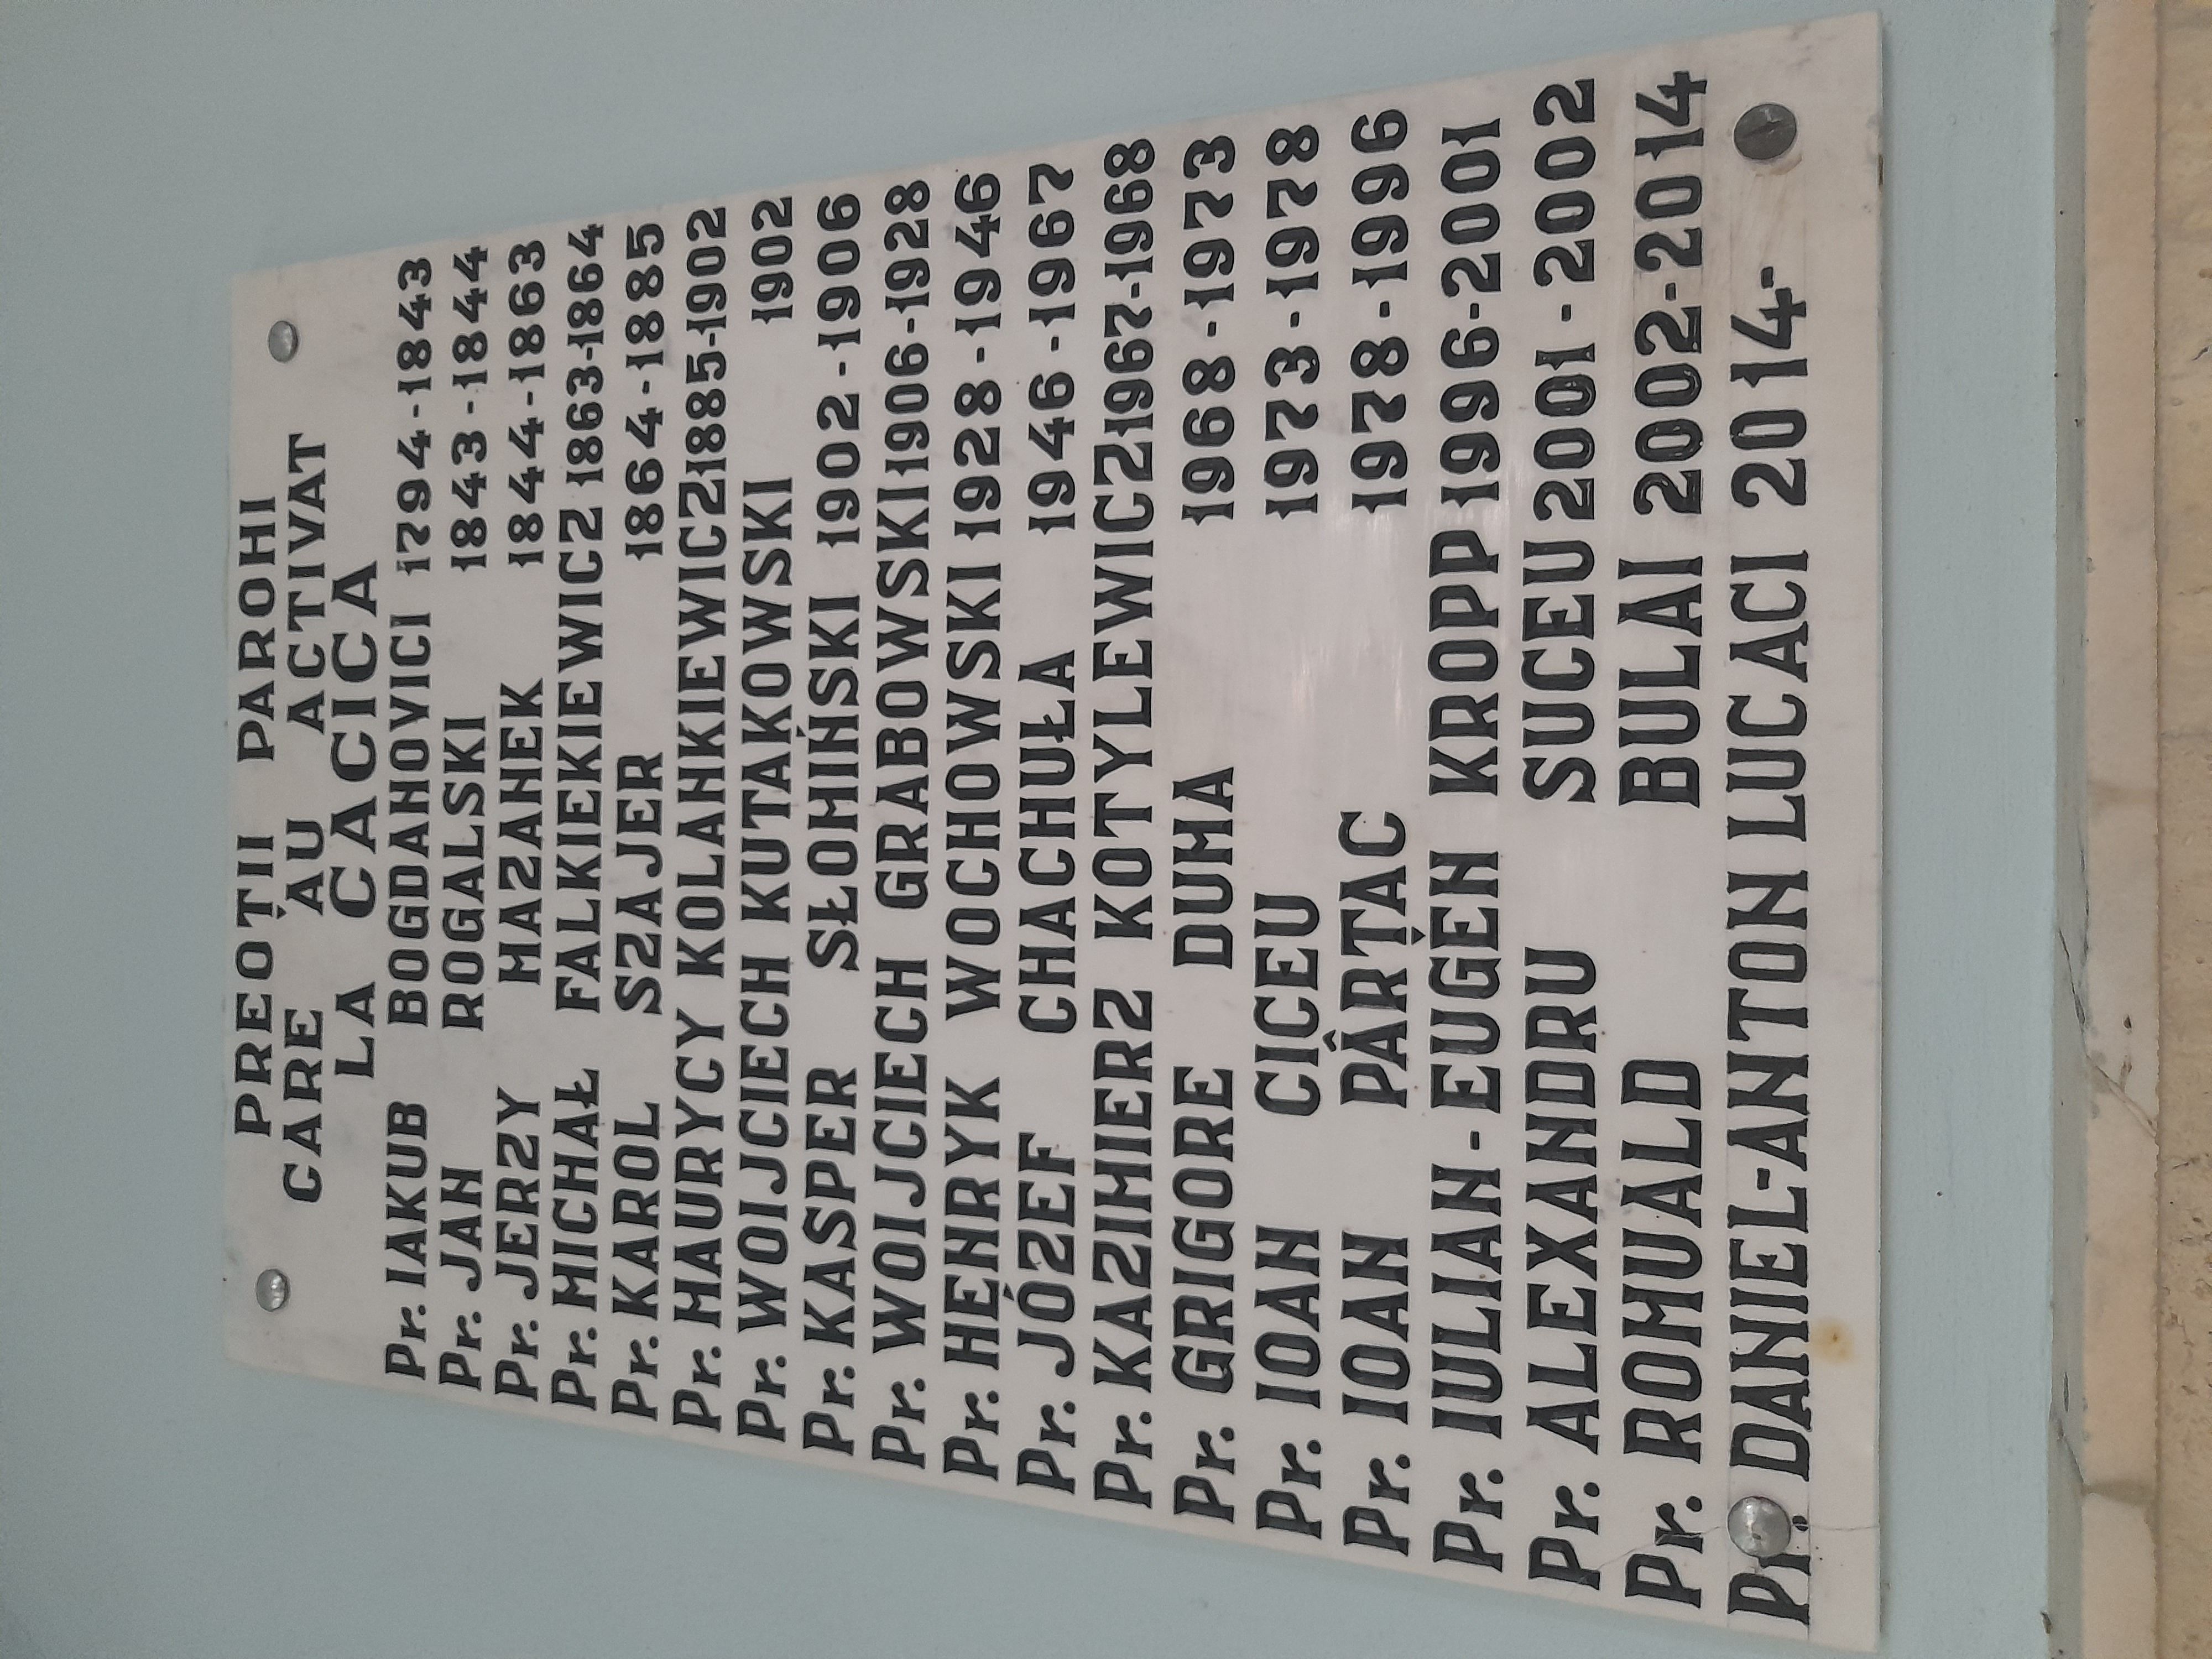 PREOȚII PAROHI
CARE AU ACTIVAT
LA CACICA
Pr. IAKUB BOGDANOVICI 1794-1843
Pr. JAN ROGALSKI 1843-1844
Pr. JERZY MAZANEK 1844-1863
Pr. MICHAŁ FALKIEKIEWICZ 1863-1864
Pr. KAROL SZAJER 1864-1885
Pr. MAURYCY KOLANKIEWICZ 1885-1902
Pr. WOIJCIECH KUTAKOWSKI 1902
Pr. KASPER SŁOMIŃSKI 1902-1906
Pr. WOIJCIECH GRABOWSKI 1906-1928
Pr. HÉNRYK WOCHOWSKI 1928-1946
Pr. JÓZEF CHACHUŁA 1946-1967
Pr. KAZIMIERZ KOTYLEWICZ 1967-1968
Pr. GRIGORE DUMA 1968-1973
Pr. IOAN CICEU 1973-1978
Pr. IOAN PÂRȚAC 1978-1996
Pr. IULIAN-EUGEN KROPP 1996-2001
Pr. ALEXANDRU SUCEU 2001-2002
Pr. ROMUALD BULAI 2002-2014
Pr. DANIEL-ANTON LUCACI 2014-